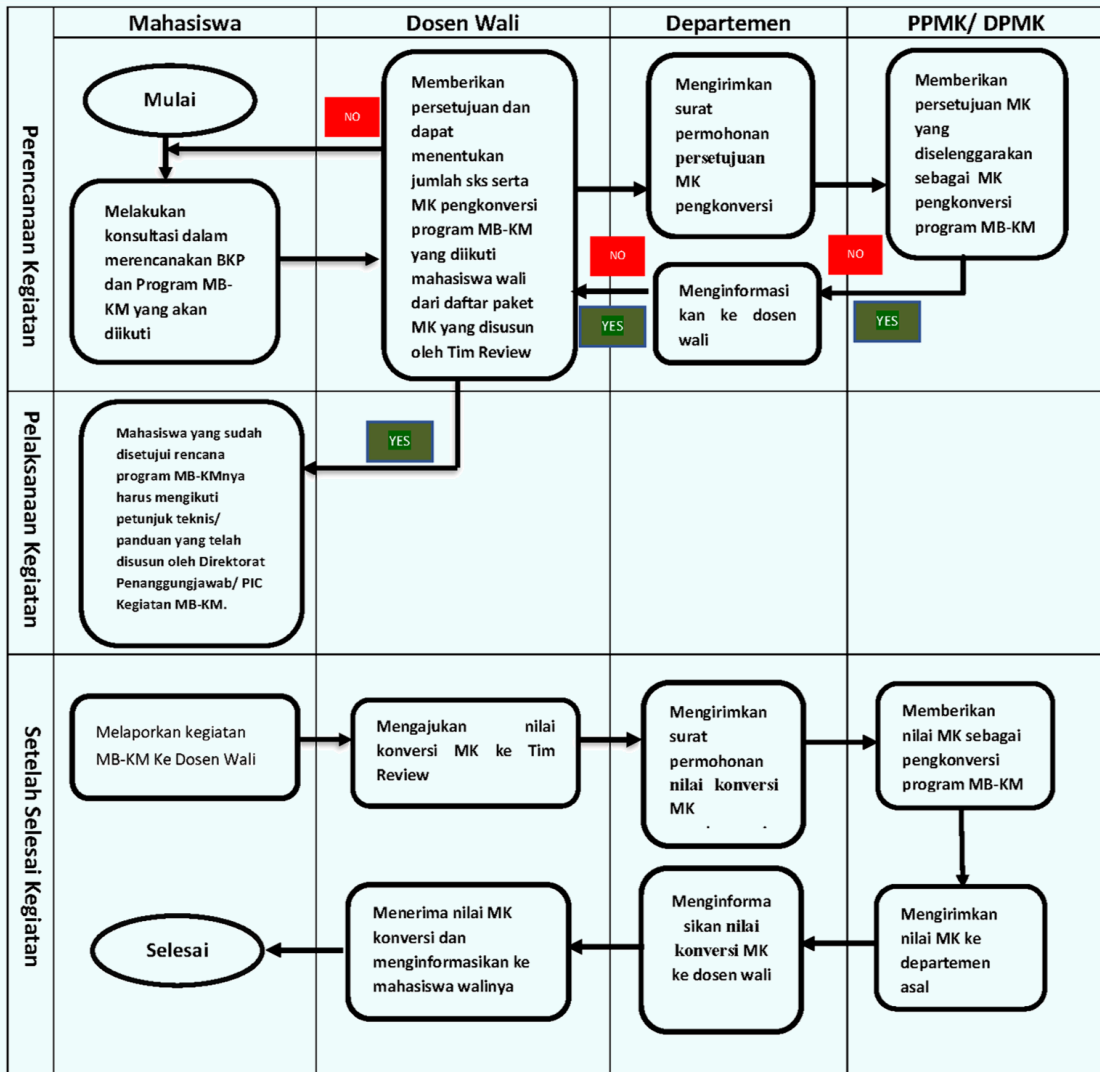 Mahasiswa
Dosen Wali
Departemen
PPMK/ DPMK
Perencanaan Kegiatan
Mulai
Melakukan
konsultasi dalam
merencanakan BKP
dan Program MB-
KM yang akan
diikuti
NO
Memberikan
persetujuan dan
dapat
menentukan
jumlah sks serta
MK pengkonversi
program MB-KM
yang diikuti
mahasiswa wali
dari daftar paket
MK yang disusun
oleh Tim Review
Mengirimkan
surat
permohonan
persetujuan
MK
pengkonversi
Memberikan
persetujuan MK
yang
diselenggarakan
sebagai MK
pengkonversi
program MB-KM
NO
YES
Menginformasi
kan ke dosen
wali
NO
YES
Pelaksanaan Kegiatan
YES
Mahasiswa yang sudah
disetujui rencana
program MB-KMnya
harus mengikuti
petunjuk teknis/
panduan yang telah
disusun oleh Direktorat
Penanggungjawab/ PIC
Kegiatan MB-KM.
Setelah Selesai Kegiatan
Melaporkan kegiatan
MB-KM Ke Dosen Wali
Mengajukan nilai
konversi MK ke Tim
Review
Mengirimkan
surat
permohonan
nilai konversi
MK
Memberikan
nilai MK sebagai
pengkonversi
program MB-KM
Mengirimkan
nilai MK ke
departemen
asal
Menginforma
sikan nilai
konversi MK
ke dosen wali
Menerima nilai MK
konversi dan
menginformasikan ke
mahasiswa walinya
Selesai